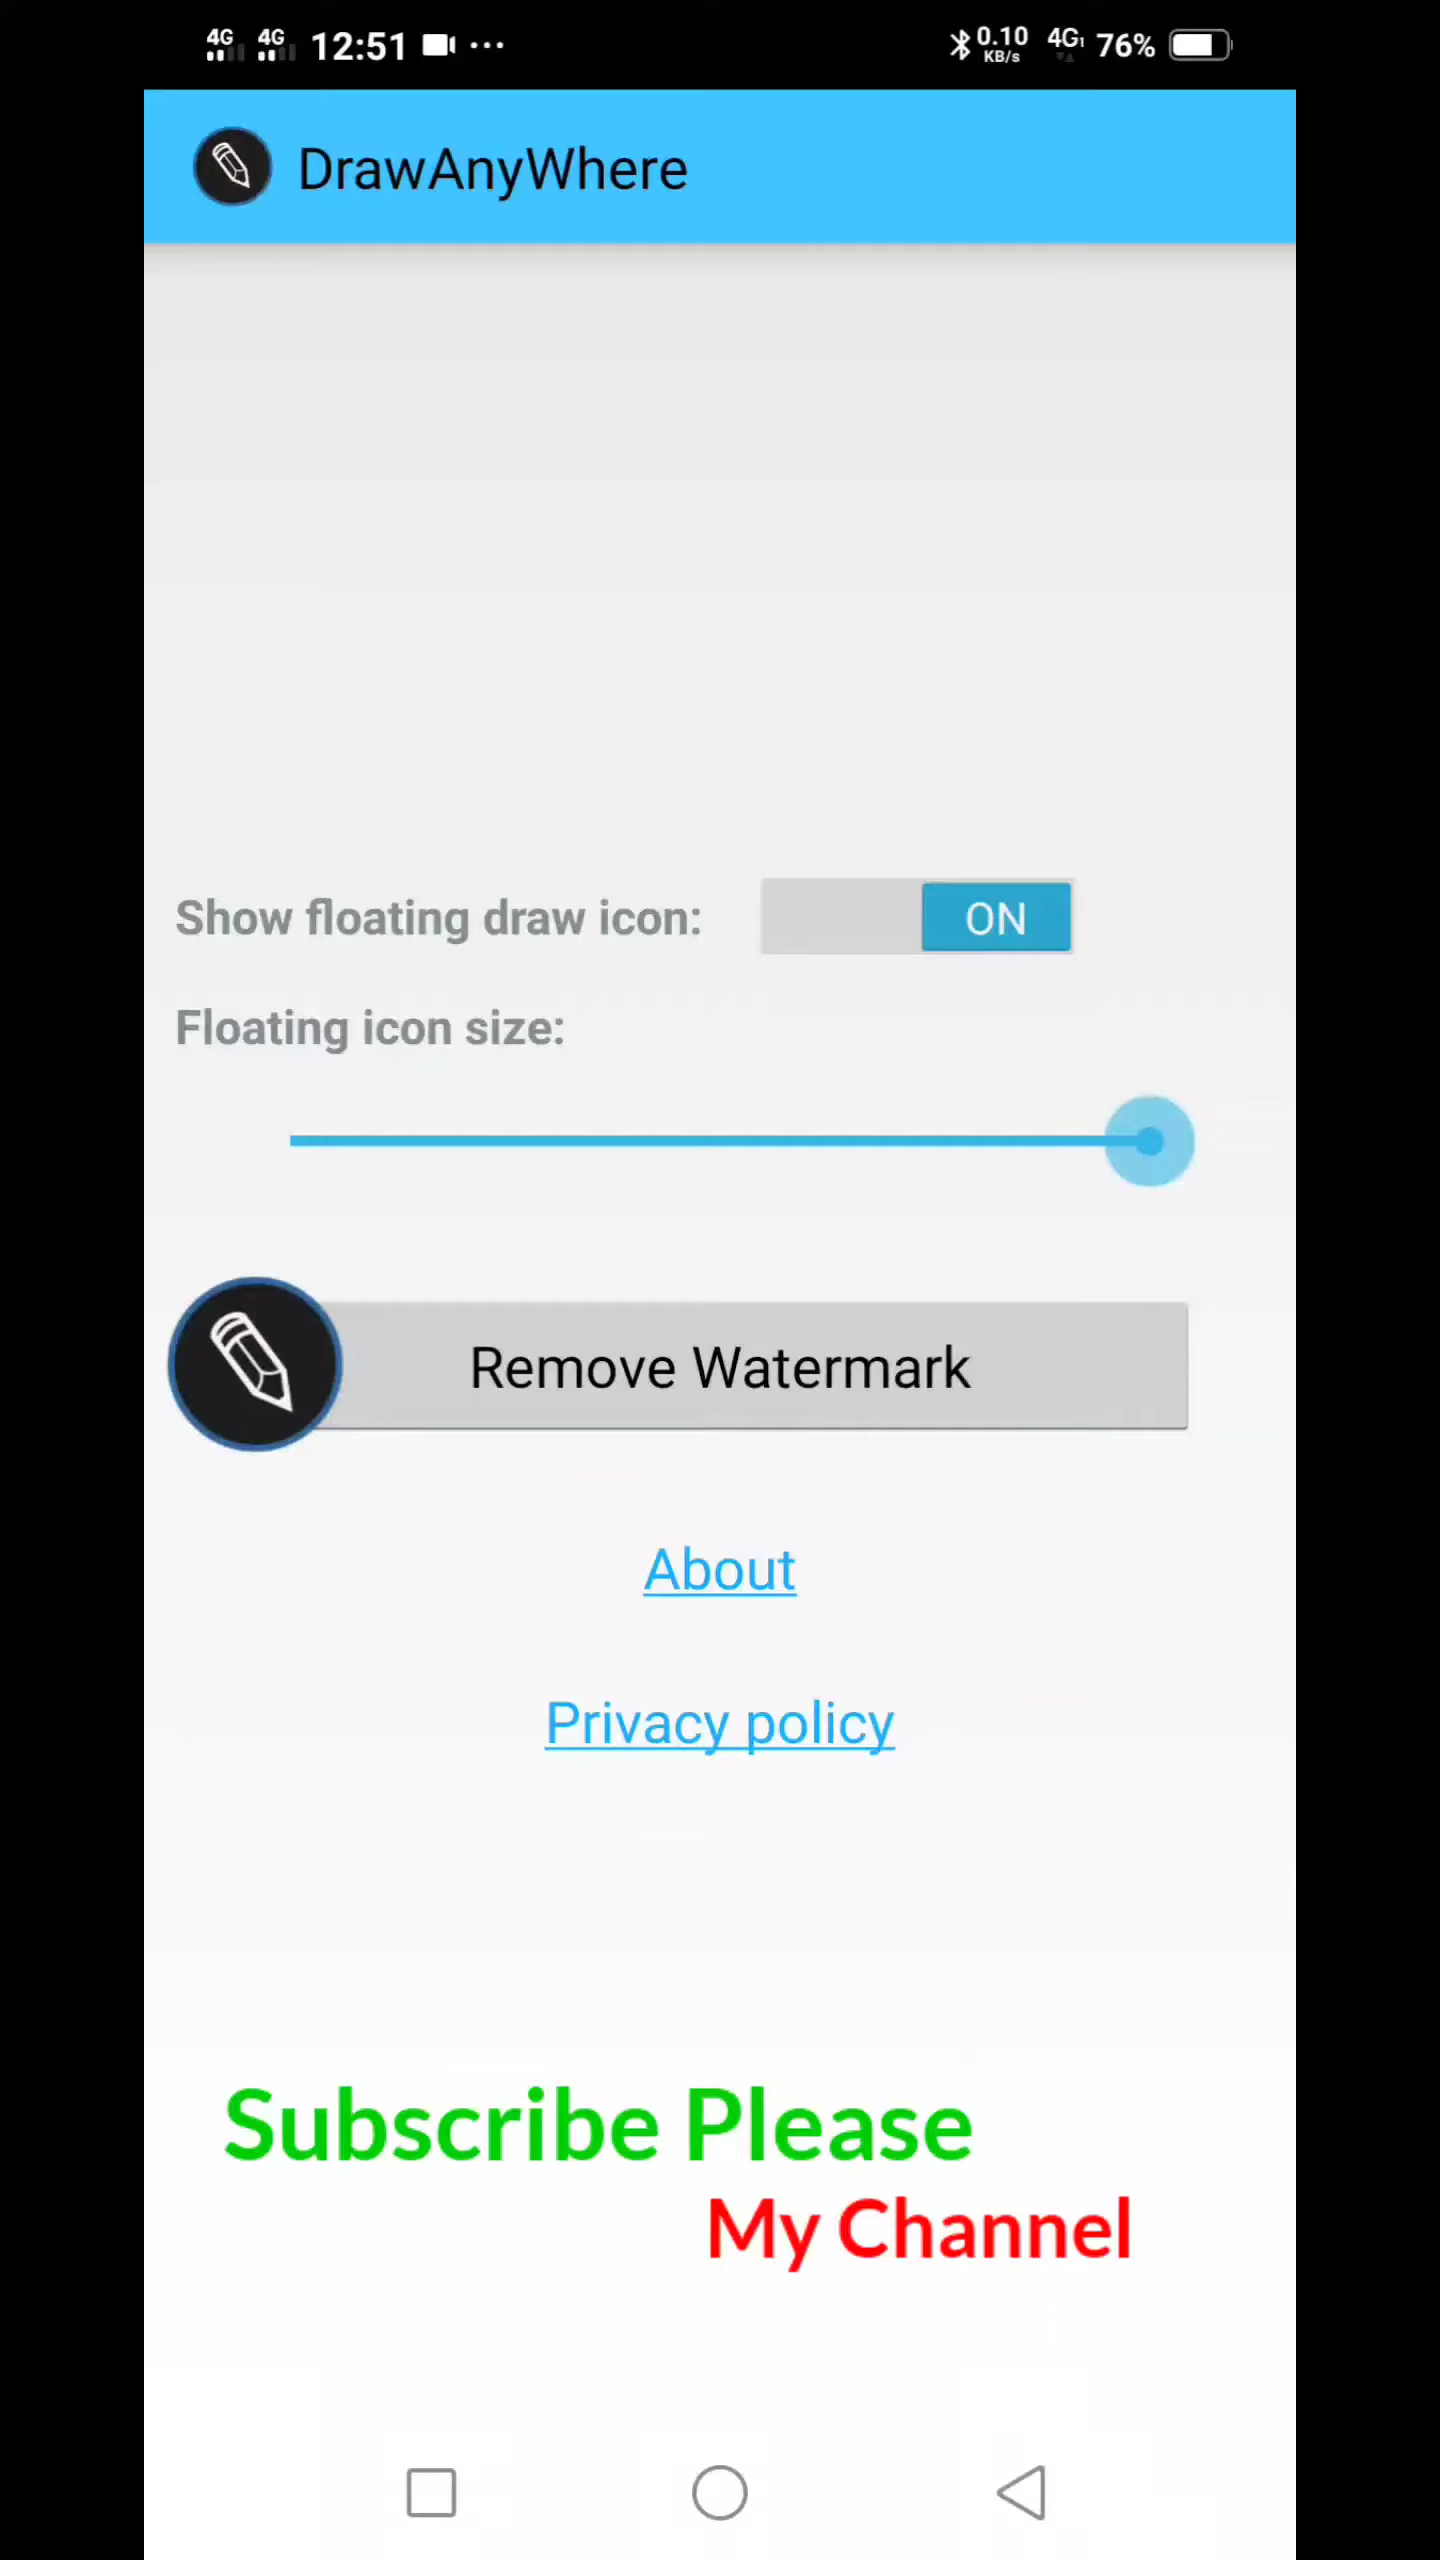 4G 4G 12:51 0.10 KB/s 4G1 76%
DrawAnyWhere
Show floating draw icon: ON
Floating icon size:
Remove Watermark
About
Privacy policy
Subscribe Please
My Channel